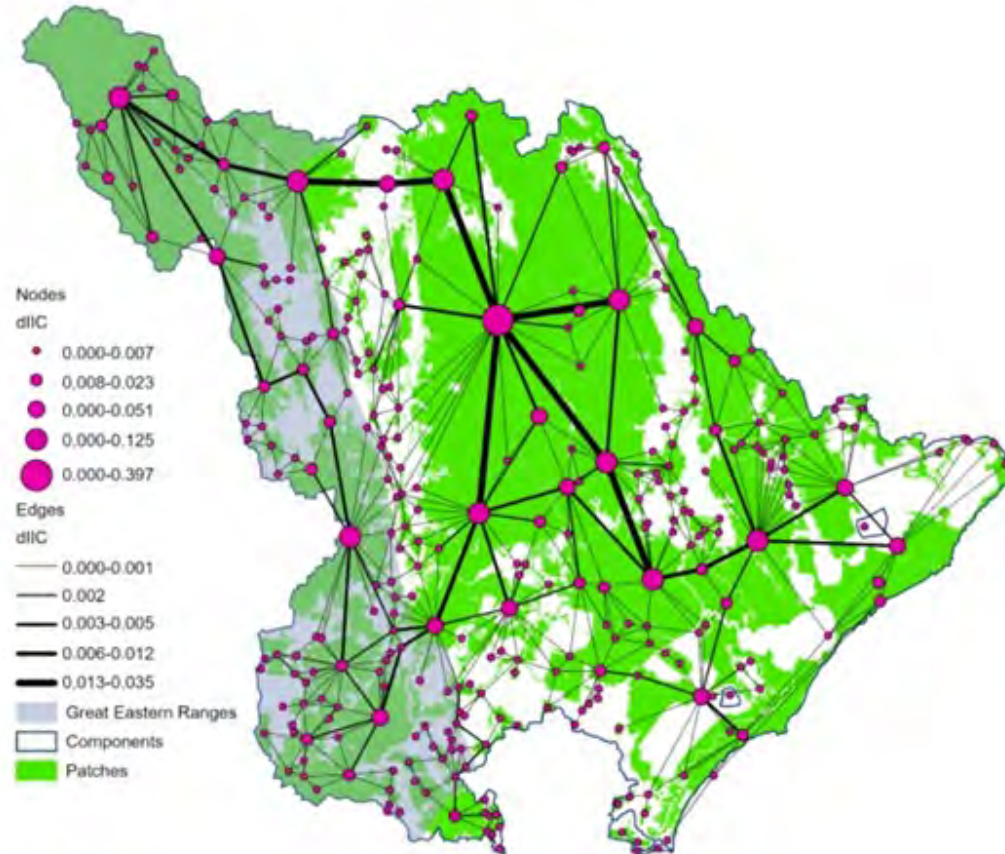 Nodes
dIIC
0.000-0.007
0.008-0.023
0.000-0.051
0.000-0.125
0.000-0.397
Edges
dIIC
0.000-0.001
0.002
0.003-0.005
0.006-0.012
0,013-0.035
Great Eastern Ranges
Components
Patches